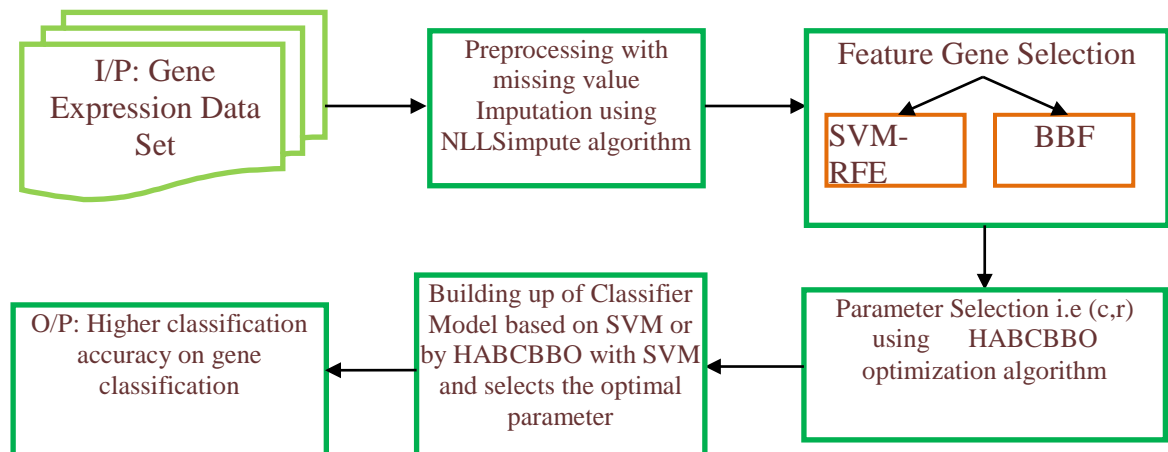 I/P: Gene
Expression Data
Set
Preprocessing with
missing value
Imputation using
NLLSimpute algorithm
Feature Gene Selection
SVM-
RFE
BBF
Parameter Selection i.e (c,r)
using HABCBBO
optimization algorithm
Building up of Classifier
Model based on SVM or
by HABCBBO with SVM
and selects the optimal
parameter
O/P: Higher classification
accuracy on gene
classification